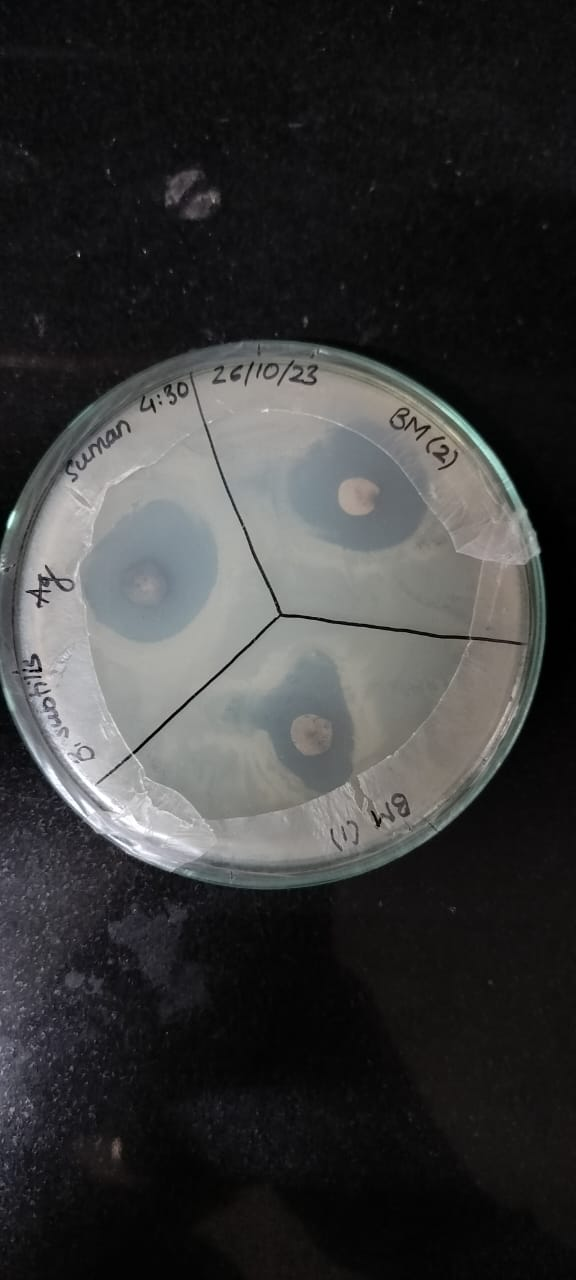 Suman 4:30
26/10/23
BM (2)
Ag
B. subtilis
BM (1)